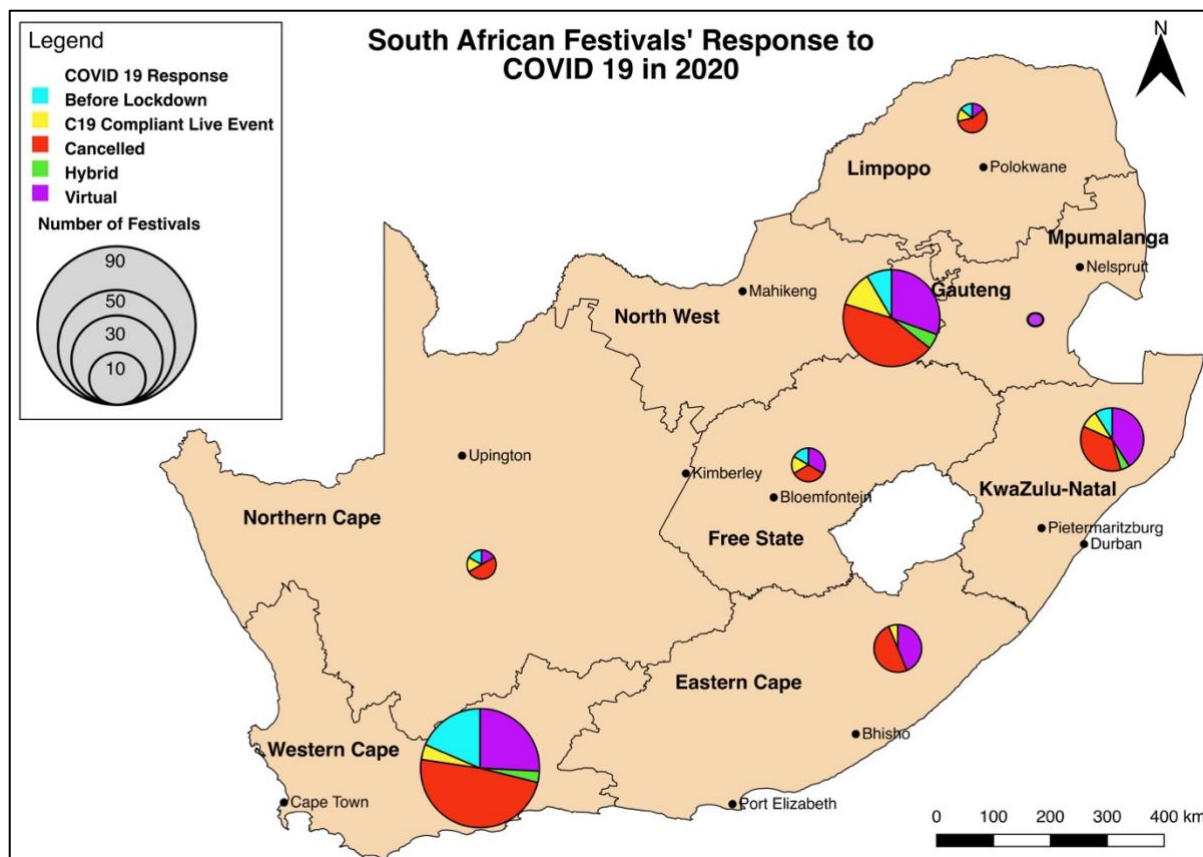 South African Festivals' Response to
COVID 19 in 2020
Legend
COVID 19 Response
Before Lockdown
C19 Compliant Live Event
Cancelled
Hybrid
Virtual
Number of Festivals
90
50
30
10
N
Limpopo
Polokwane
Mpumalanga
Nelspruit
Gauteng
Mahikeng
North West
Upington
Kimberley
Bloemfontein
KwaZulu-Natal
Northern Cape
Free State
Pietermaritzburg
Durban
Eastern Cape
Bhisho
Western Cape
Cape Town
Port Elizabeth
0 100 200 300 400 km